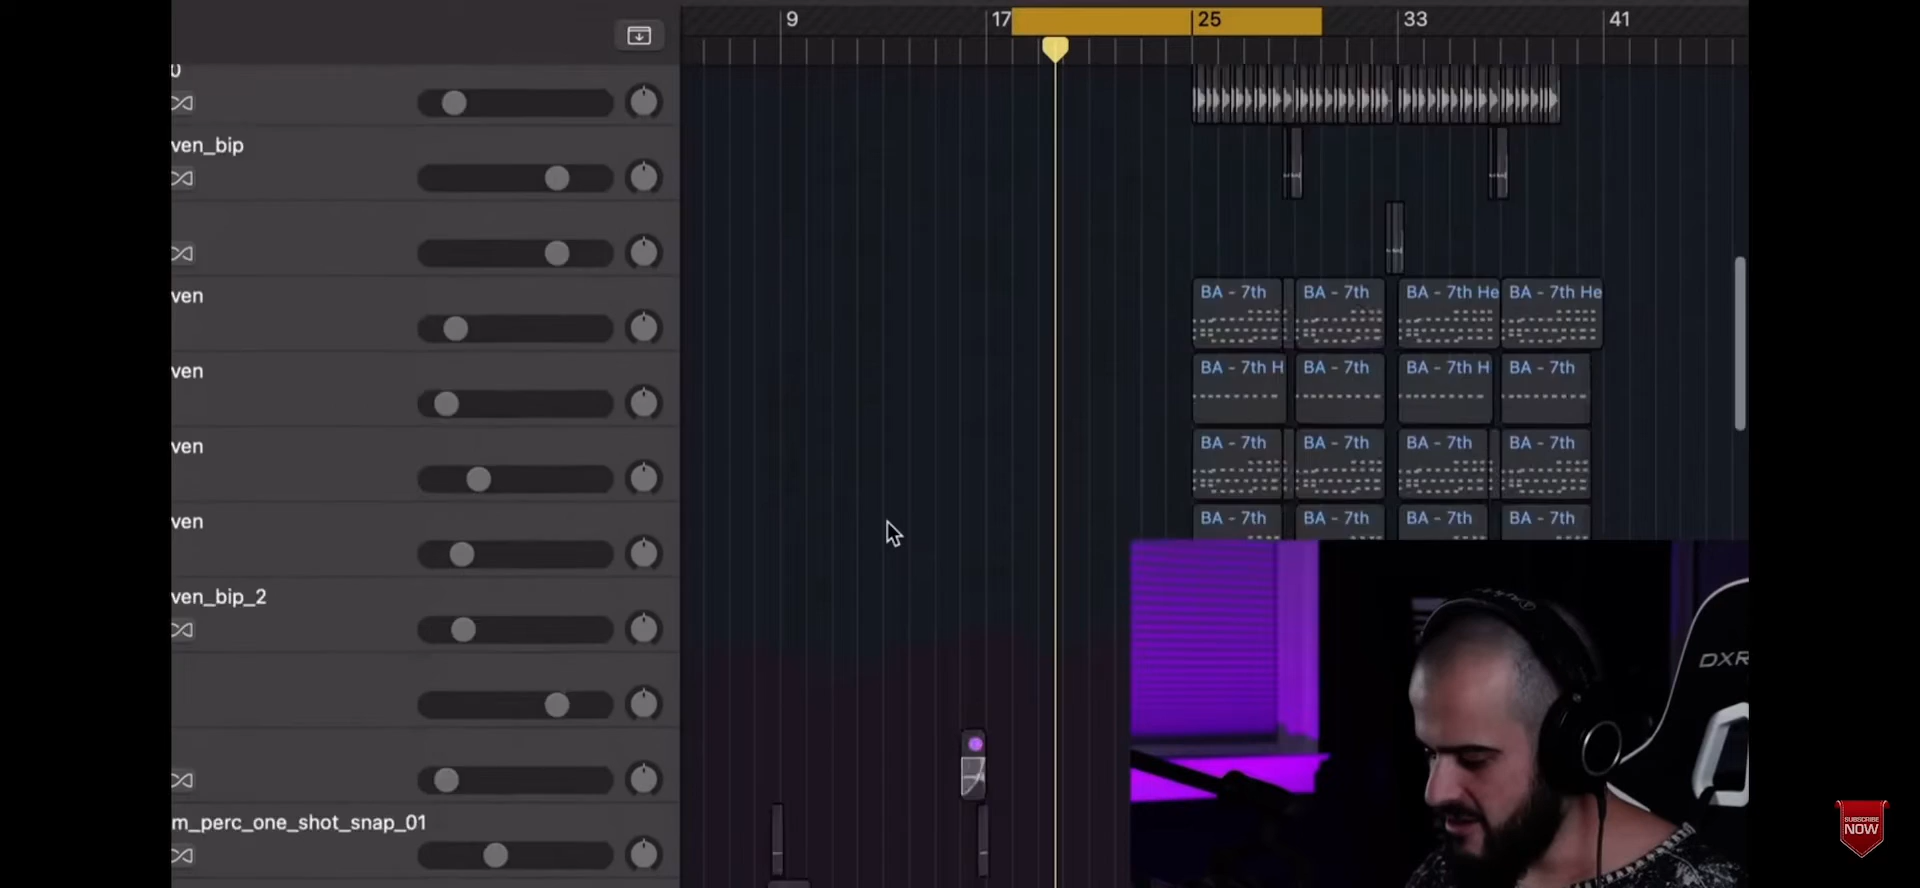 9
17
25
33
41
0
ven_bip
ven
BA - 7th
BA - 7th
BA - 7th He
BA - 7th He
ven
BA - 7th H
BA - 7th
BA - 7th H
BA - 7th
ven
BA - 7th
BA - 7th
BA - 7th
BA - 7th
ven
BA - 7th
BA - 7th
BA - 7th
BA - 7th
ven_bip_2
DXR
m_perc_one_shot_snap_01
SUBSCRIBE
NOW